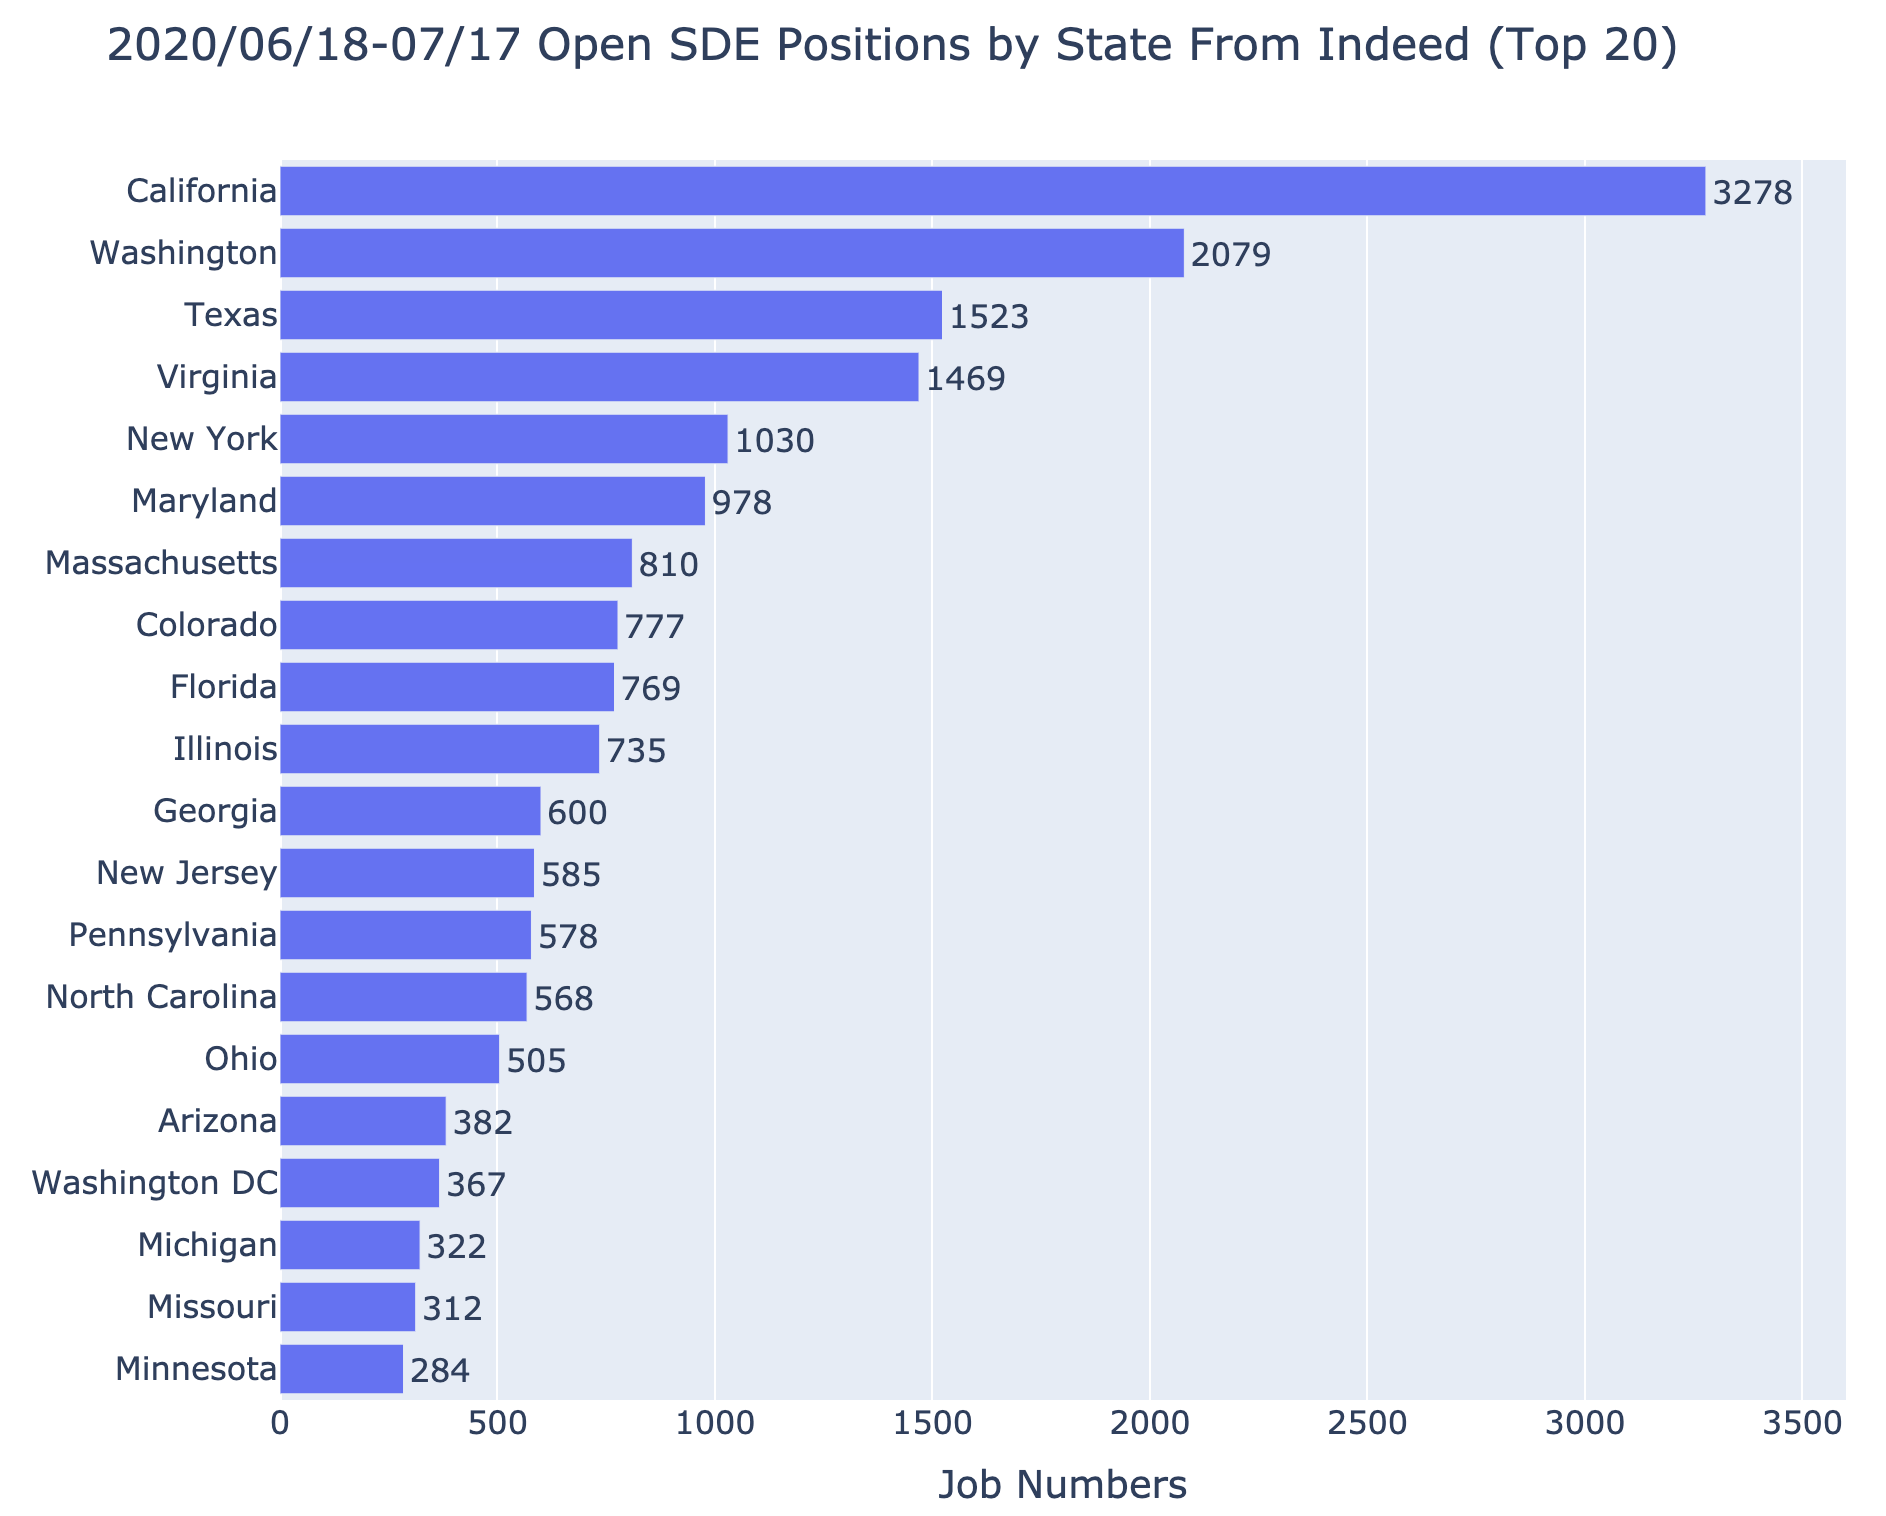 2020/06/18-07/17 Open SDE Positions by State From Indeed (Top 20)
California 3278
Washington 2079
Texas 1523
Virginia 1469
New York 1030
Maryland 978
Massachusetts 810
Colorado 777
Florida 769
Illinois 735
Georgia 600
New Jersey 585
Pennsylvania 578
North Carolina 568
Ohio 505
Arizona 382
Washington DC 367
Michigan 322
Missouri 312
Minnesota 284
0 500 1000 1500 2000 2500 3000 3500
Job Numbers